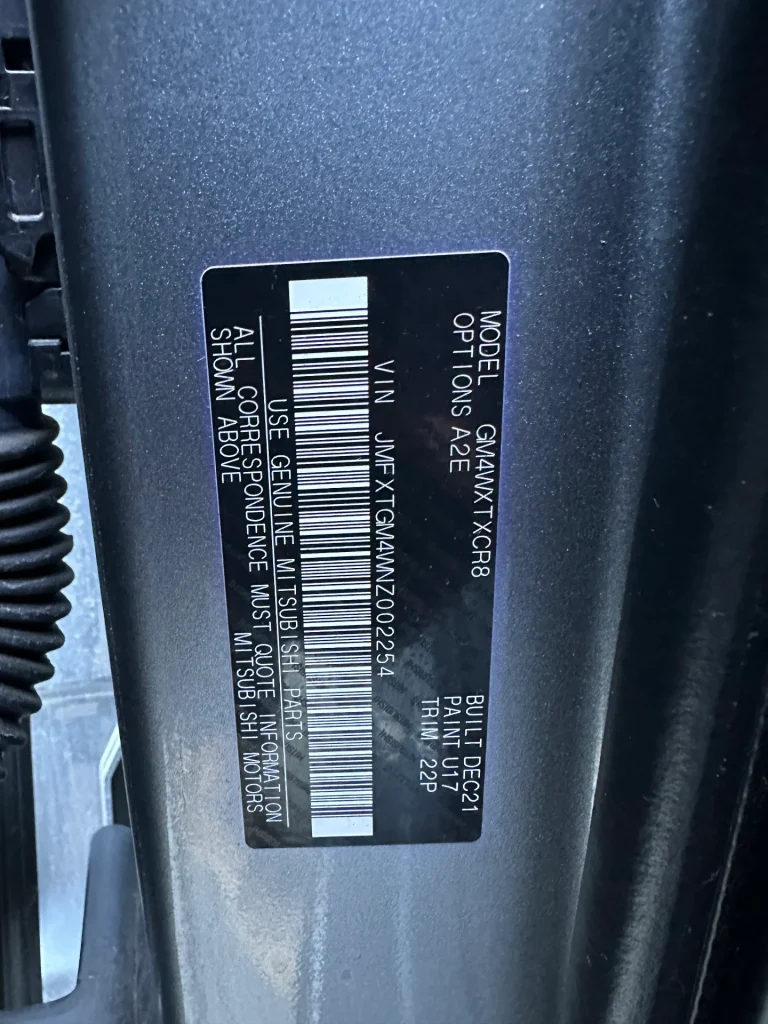 MODEL GM4WXTXCR8
OPTIONS A2E
BUILT DEC21
PAINT U17
TRIM 22P
VIN JMFXTGM4WNZ002254
USE GENUINE MITSUBISHI PARTS
ALL CORRESPONDENCE MUST QUOTE INFORMATION
SHOWN ABOVE
MITSUBISHI MOTORS